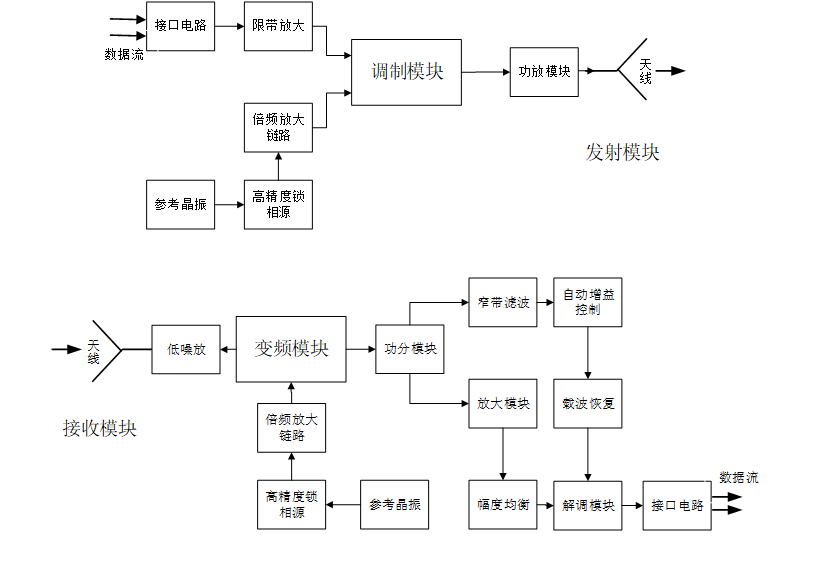 接口电路
限带放大
数据流
调制模块
功放模块
天
线
倍频放大
链路
发射模块
参考晶振
高精度锁
相源
窄带滤波
自动增益
控制
天
线
低噪放
变频模块
功分模块
接收模块
倍频放大
链路
放大模块
载波恢复
高精度锁
相源
参考晶振
幅度均衡
解调模块
接口电路
数据流